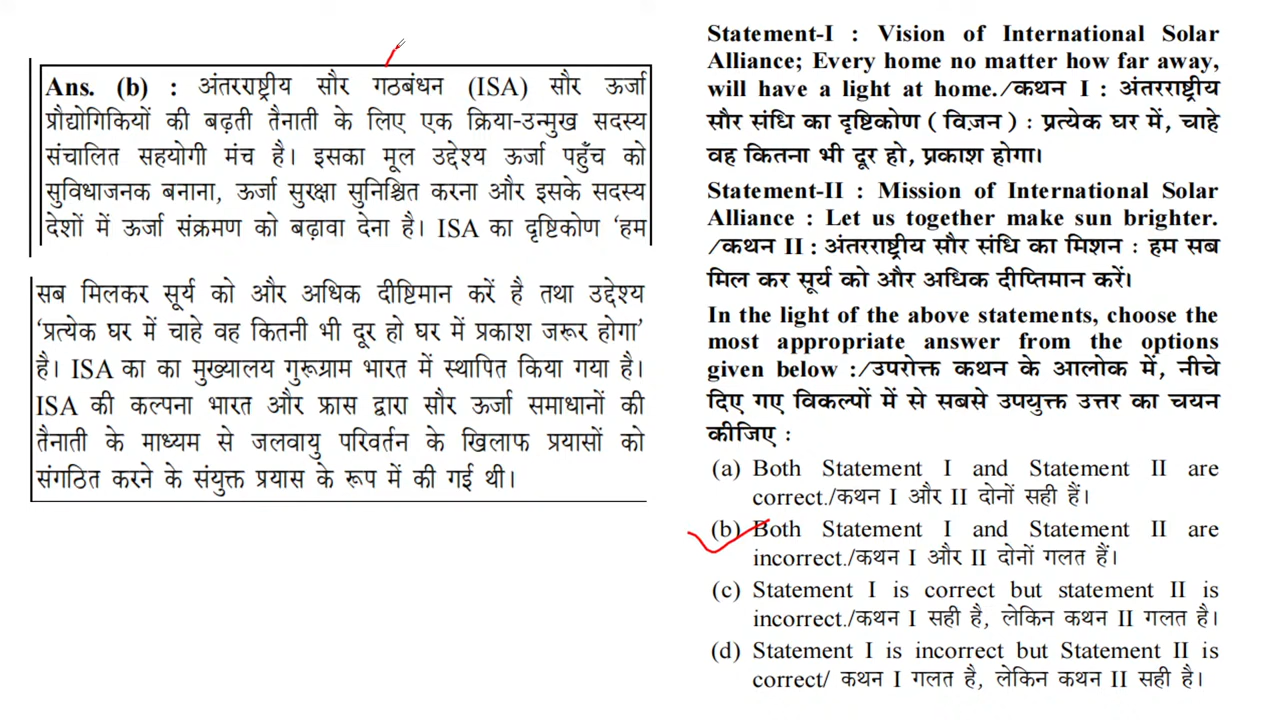 Ans. (b) : अंतरराष्ट्रीय सौर गठबंधन (ISA) सौर ऊर्जा
प्रौद्योगिकियों की बढ़ती तैनाती के लिए एक क्रिया-उन्मुख सदस्य
संचालित सहयोगी मंच है। इसका मूल उद्देश्य ऊर्जा पहुँच को
सुविधाजनक बनाना, ऊर्जा सुरक्षा सुनिश्चित करना और इसके सदस्य
देशों में ऊर्जा संक्रमण को बढ़ावा देना है। ISA का दृष्टिकोण ‘हम
सब मिलकर सूर्य को और अधिक दीष्टिमान करें है तथा उद्देश्य
‘प्रत्येक घर में चाहे वह कितनी भी दूर हो घर में प्रकाश जरूर होगा’
है। ISA का का मुख्यालय गुरूग्राम भारत में स्थापित किया गया है।
ISA की कल्पना भारत और फ्रास द्वारा सौर ऊर्जा समाधानों की
तैनाती के माध्यम से जलवायु परिवर्तन के खिलाफ प्रयासों को
संगठित करने के संयुक्त प्रयास के रूप में की गई थी।
Statement-I : Vision of International Solar
Alliance; Every home no matter how far away,
will have a light at home./कथन I : अंतरराष्ट्रीय
सौर संधि का दृष्टिकोण (विज़न) : प्रत्येक घर में, चाहे
वह कितना भी दूर हो, प्रकाश होगा।
Statement-II : Mission of International Solar
Alliance : Let us together make sun brighter.
/कथन II : अंतरराष्ट्रीय सौर संधि का मिशन : हम सब
मिल कर सूर्य को और अधिक दीप्तिमान करें।
In the light of the above statements, choose the
most appropriate answer from the options
given below :/उपरोक्त कथन के आलोक में, नीचे
दिए गए विकल्पों में से सबसे उपयुक्त उत्तर का चयन
कीजिए :
(a) Both Statement I and Statement II are
correct./कथन I और II दोनों सही हैं।
(b) Both Statement I and Statement II are
incorrect./कथन I और II दोनों गलत हैं।
(c) Statement I is correct but statement II is
incorrect./कथन I सही है, लेकिन कथन II गलत है।
(d) Statement I is incorrect but Statement II is
correct/ कथन I गलत है, लेकिन कथन II सही है।